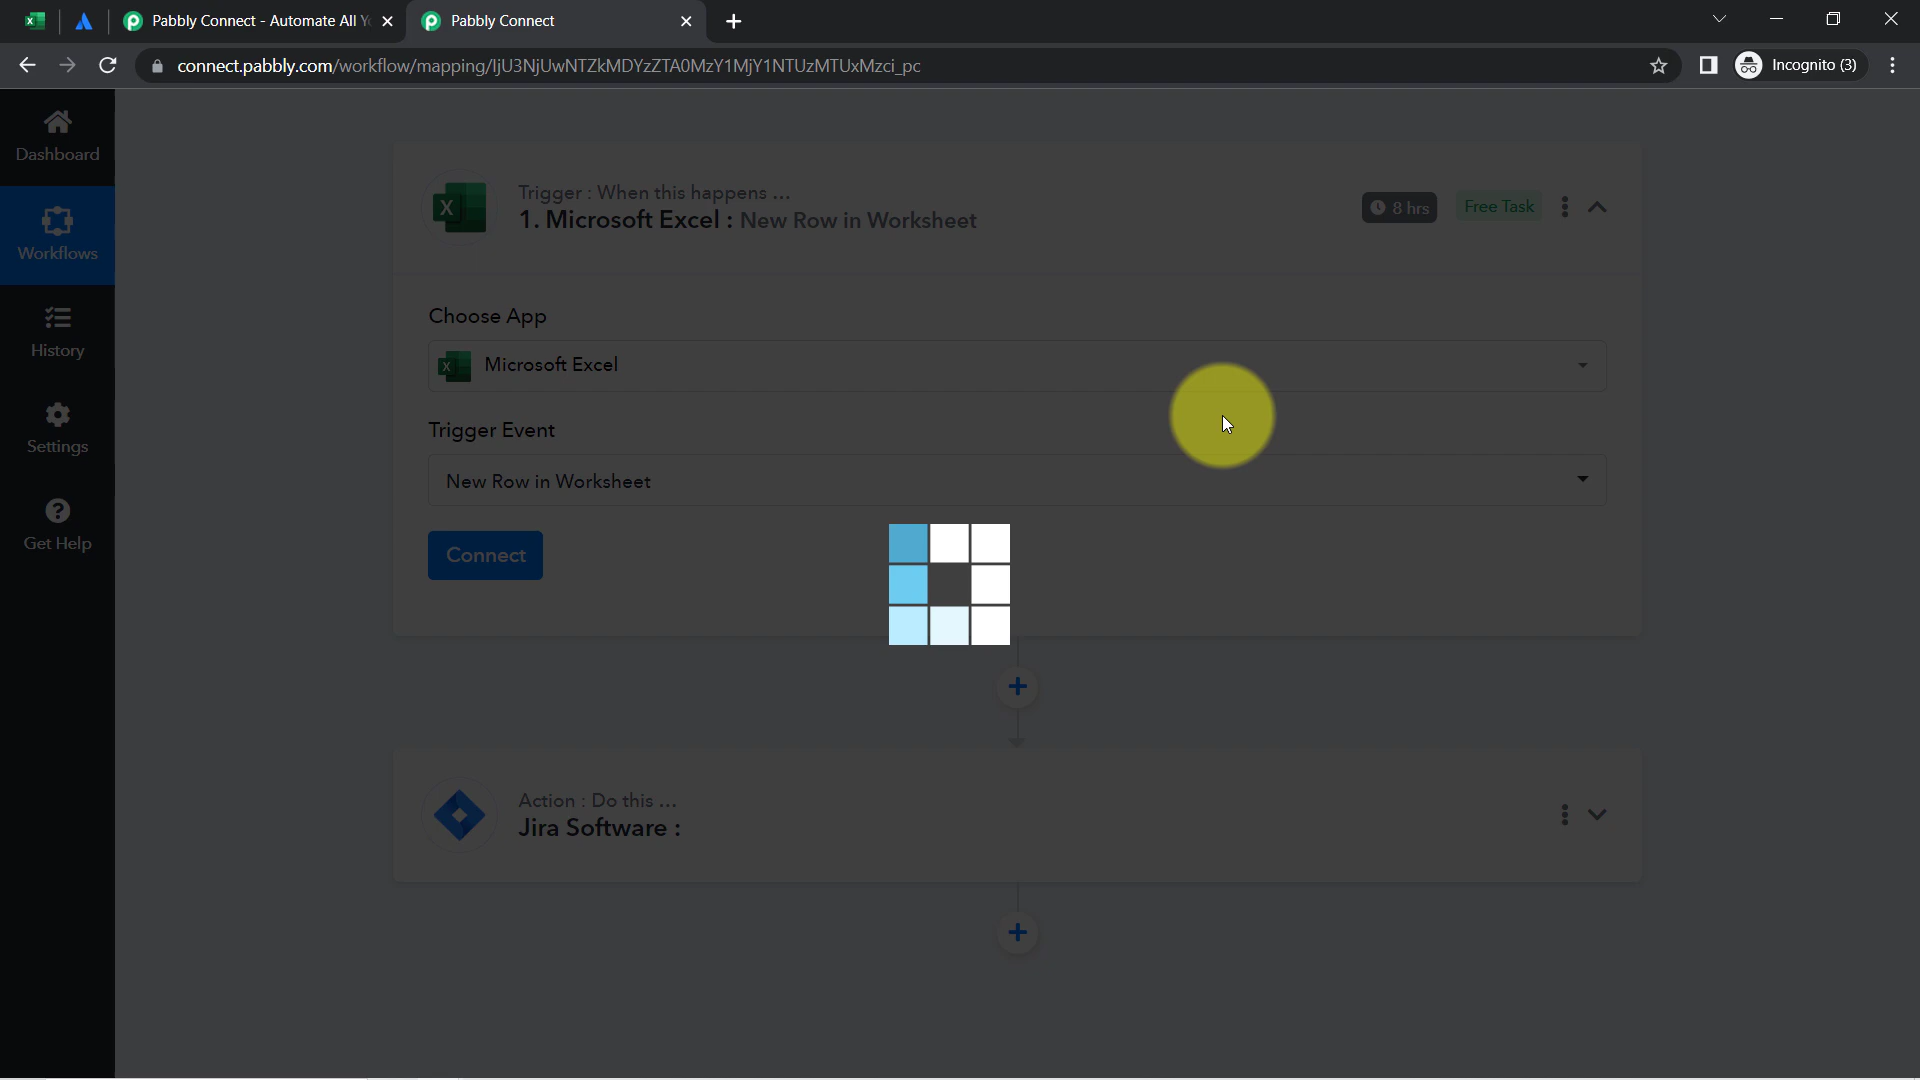 Pabbly Connect - Automate All Y
Pabbly Connect
connect.pabbly.com/workflow/mapping/IjU3NjUwNTZkMDYzZTA0MzY1MjY1NTUzMTUxMzci_pc
Incognito (3)
Dashboard
Workflows
History
Settings
Get Help
Trigger : When this happens ...
1. Microsoft Excel : New Row in Worksheet
8 hrs
Free Task
Choose App
Microsoft Excel
Trigger Event
New Row in Worksheet
Connect
Action : Do this ...
Jira Software :